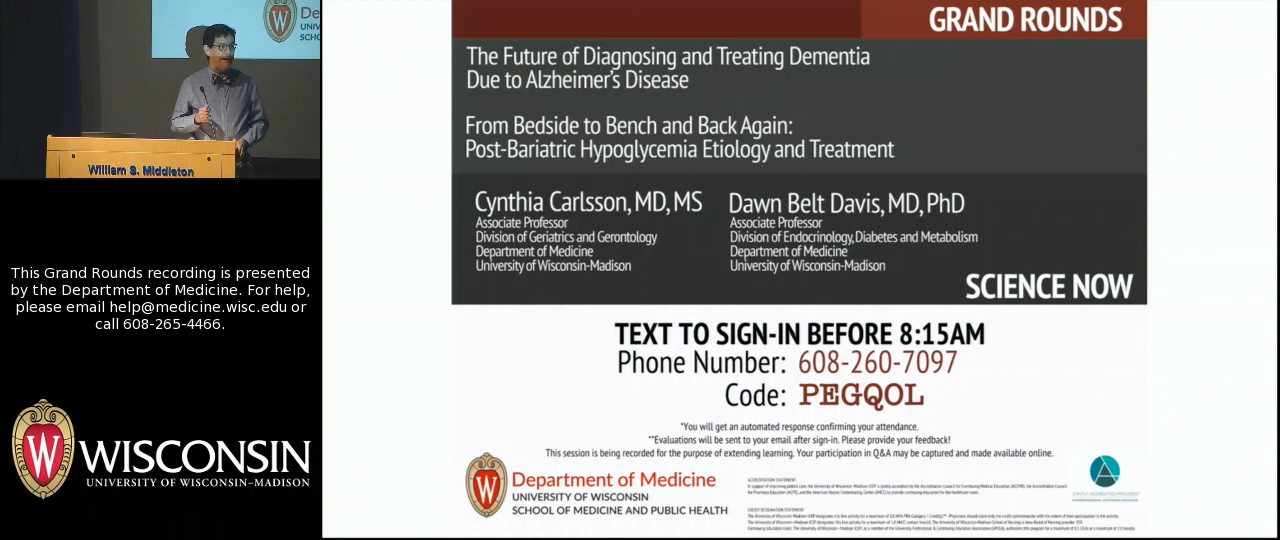 De
UNIV
SCHO
William S. Middleton
This Grand Rounds recording is presented
by the Department of Medicine. For help,
please email help@medicine.wisc.edu or
call 608-265-4466.
W
WISCONSIN
UNIVERSITY OF WISCONSIN–MADISON
GRAND ROUNDS
The Future of Diagnosing and Treating Dementia
Due to Alzheimer's Disease
From Bedside to Bench and Back Again:
Post-Bariatric Hypoglycemia Etiology and Treatment
Cynthia Carlsson, MD, MS
Associate Professor
Division of Geriatrics and Gerontology
Department of Medicine
University of Wisconsin-Madison
Dawn Belt Davis, MD, PhD
Associate Professor
Division of Endocrinology, Diabetes and Metabolism
Department of Medicine
University of Wisconsin-Madison
SCIENCE NOW
TEXT TO SIGN-IN BEFORE 8:15AM
Phone Number: 608-260-7097
Code: PEGQOL
*You will get an automated response confirming your attendance.
**Evaluations will be sent to your email after sign-in. Please provide your feedback!
This session is being recorded for the purpose of extending learning. Your participation in Q&A may be captured and made available online.
W
Department of Medicine
UNIVERSITY OF WISCONSIN
SCHOOL OF MEDICINE AND PUBLIC HEALTH
ACCREDITATION STATEMENT
CREDIT DESIGNATION STATEMENT